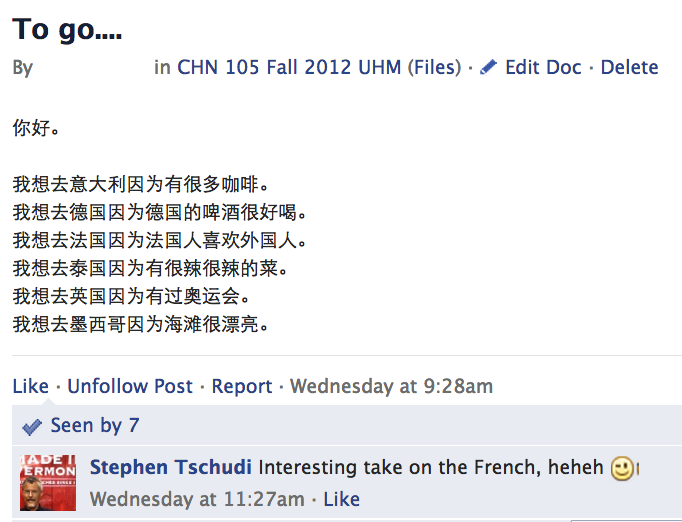 To go....
By in CHN 105 Fall 2012 UHM (Files) · Edit Doc · Delete
你好。
我想去意大利因为有很多咖啡。
我想去德国因为德国的啤酒很好喝。
我想去法国因为法国人喜欢外国人。
我想去泰国因为有很辣很辣的菜。
我想去英国因为有过奥运会。
我想去墨西哥因为海滩很漂亮。
Like · Unfollow Post · Report · Wednesday at 9:28am
Seen by 7
Stephen Tschudi Interesting take on the French, heheh
Wednesday at 11:27am · Like